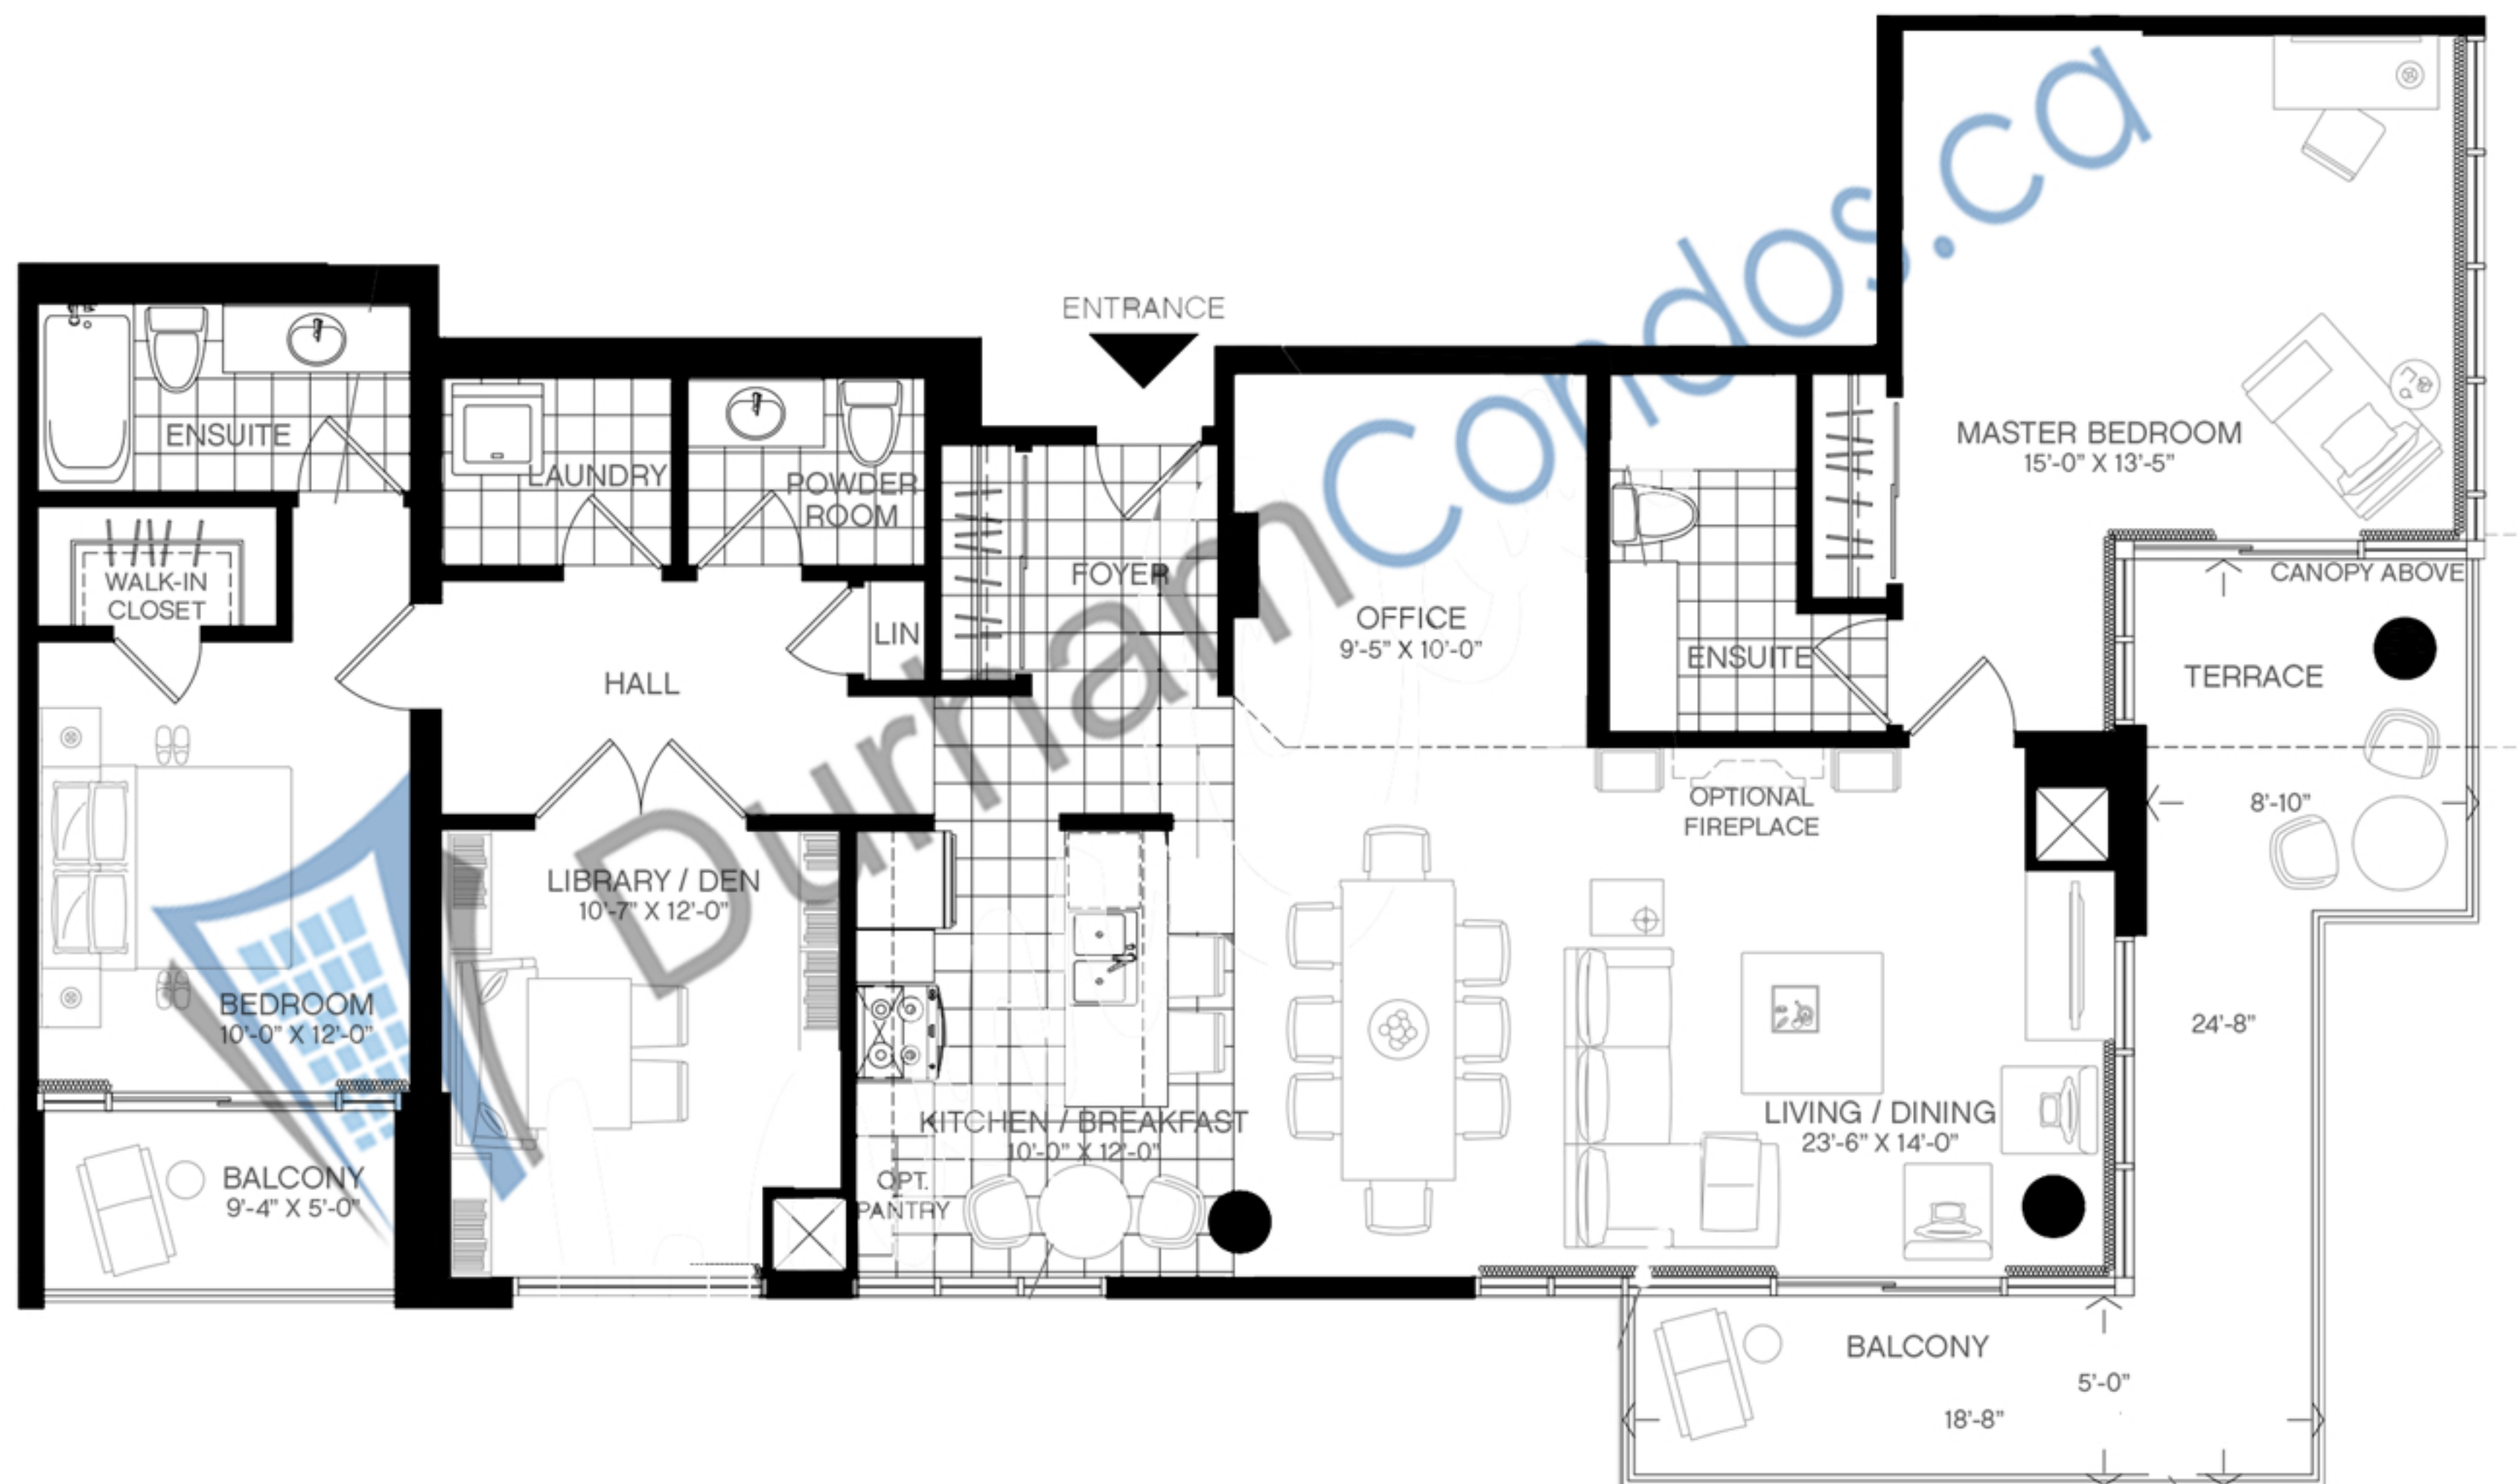 DurhamCondos.ca
ENTRANCE
ENSUITE
LAUNDRY
POWDER
ROOM
FOYER
MASTER BEDROOM
15'-0" X 13'-5"
WALK-IN
CLOSET
LIN
HALL
OFFICE
9'-5" X 10'-0"
ENSUITE
CANOPY ABOVE
TERRACE
8'-10"
OPTIONAL
FIREPLACE
LIBRARY / DEN
10'-7" X 12'-0"
BEDROOM
10'-0" X 12'-0"
24'-8"
KITCHEN / BREAKFAST
10'-0" X 12'-0"
LIVING / DINING
23'-6" X 14'-0"
BALCONY
9'-4" X 5'-0"
OPT.
PANTRY
BALCONY
5'-0"
18'-8"